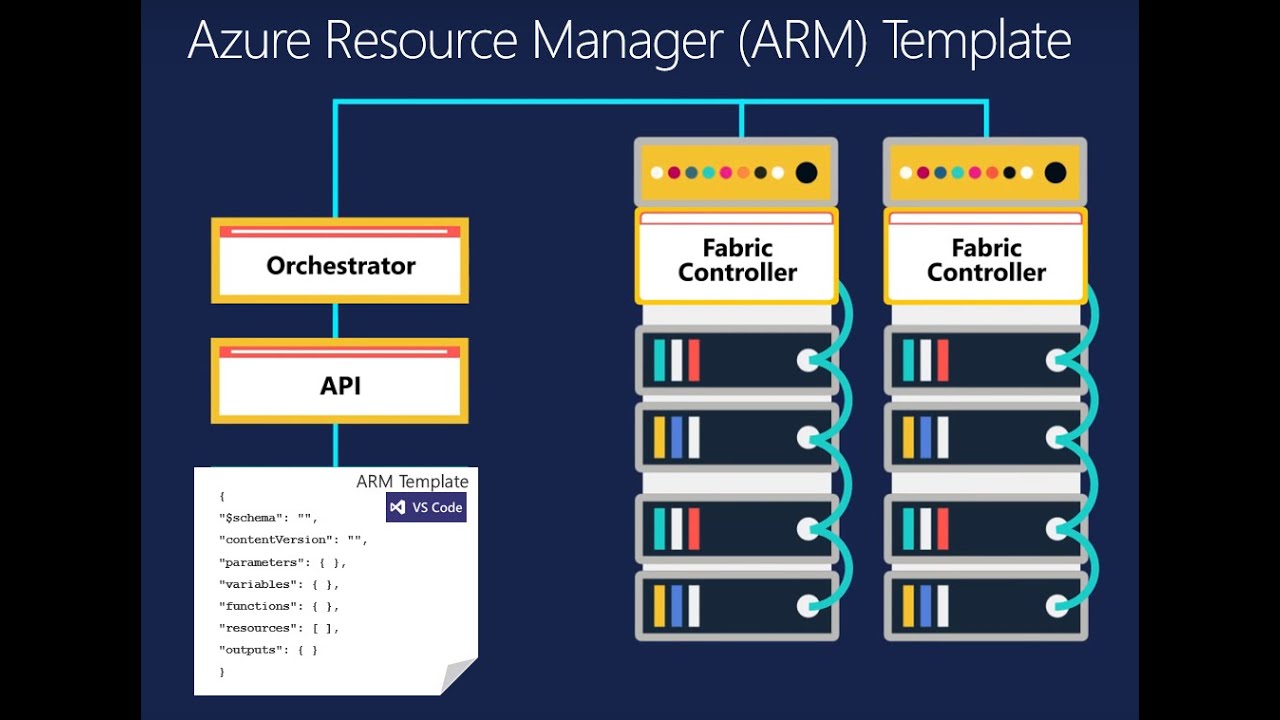 Azure Resource Manager (ARM) Template
Orchestrator
API
ARM Template
VS Code
{
"$schema": "",
"contentVersion": "",
"parameters": { },
"variables": { },
"functions": { },
"resources": [ ],
"outputs": { }
}
Fabric
Controller
Fabric
Controller